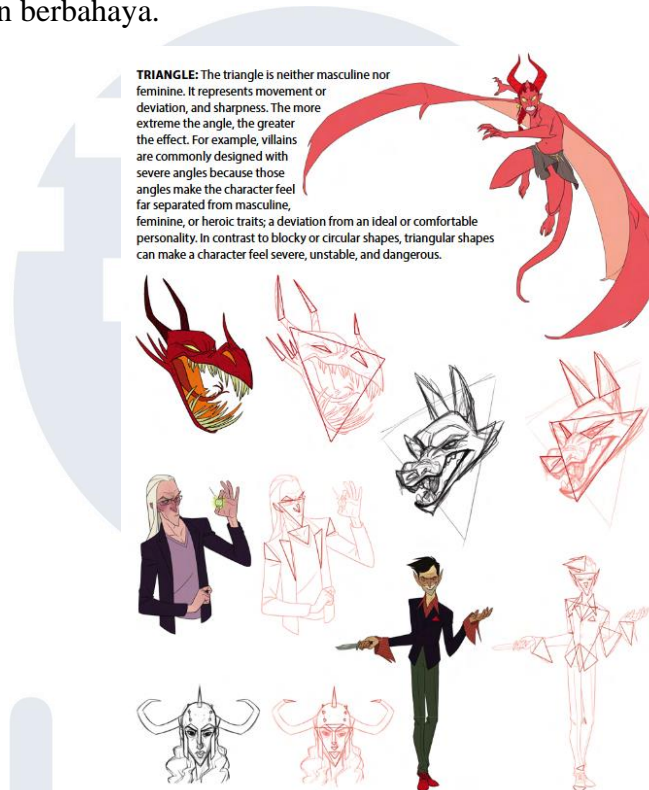 berbahaya.
TRIANGLE: The triangle is neither masculine nor
feminine. It represents movement or
deviation, and sharpness. The more
extreme the angle, the greater
the effect. For example, villains
are commonly designed with
severe angles because those
angles make the character feel
far separated from masculine,
feminine, or heroic traits; a deviation from an ideal or comfortable
personality. In contrast to blocky or circular shapes, triangular shapes
can make a character feel severe, unstable, and dangerous.